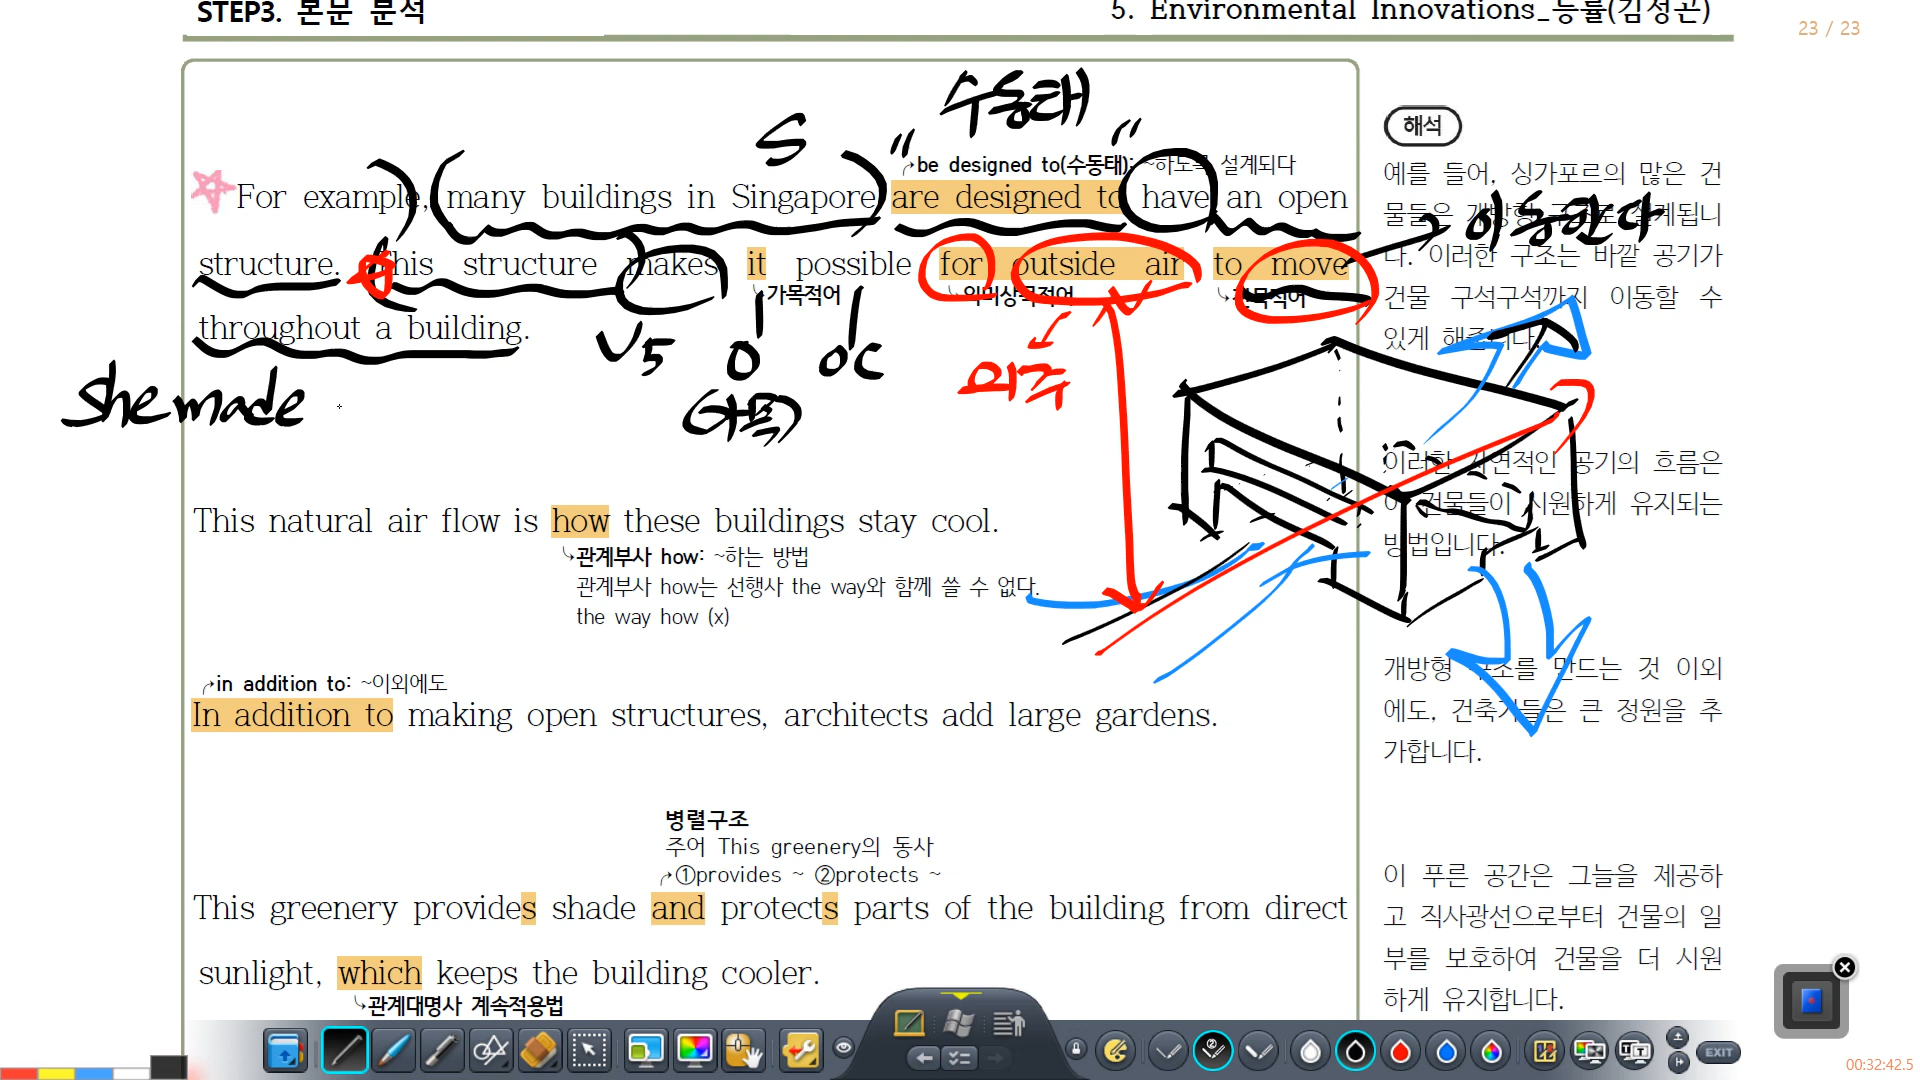 STEP3. 본문 분석
5. Environmental Innovations_능률(김성곤)
23 / 23
수동태
S
be designed to(수동태): ~하도록 설계되다
For example, many buildings in Singapore are designed to have an open
structure. This structure makes it possible for outside air to move
가목적어
의미상목적어
진목적어
throughout a building.
V5 O OC
(가목)
의주
이동한다
She made
This natural air flow is how these buildings stay cool.
관계부사 how: ~하는 방법
관계부사 how는 선행사 the way와 함께 쓸 수 없다.
the way how (x)
in addition to: ~이외에도
In addition to making open structures, architects add large gardens.
병렬구조
주어 This greenery의 동사
①provides ~ ②protects ~
This greenery provides shade and protects parts of the building from direct
sunlight, which keeps the building cooler.
관계대명사 계속적용법
해석
예를 들어, 싱가포르의 많은 건
물들은 개방형 구조로 설계됩니
다. 이러한 구조는 바깥 공기가
건물 구석구석까지 이동할 수
있게 해줍니다.
이러한 자연적인 공기의 흐름은
이 건물들이 시원하게 유지되는
방법입니다.
개방형 구조를 만드는 것 이외
에도, 건축가들은 큰 정원을 추
가합니다.
이 푸른 공간은 그늘을 제공하
고 직사광선으로부터 건물의 일
부를 보호하여 건물을 더 시원
하게 유지합니다.
EXIT
00:32:42.5